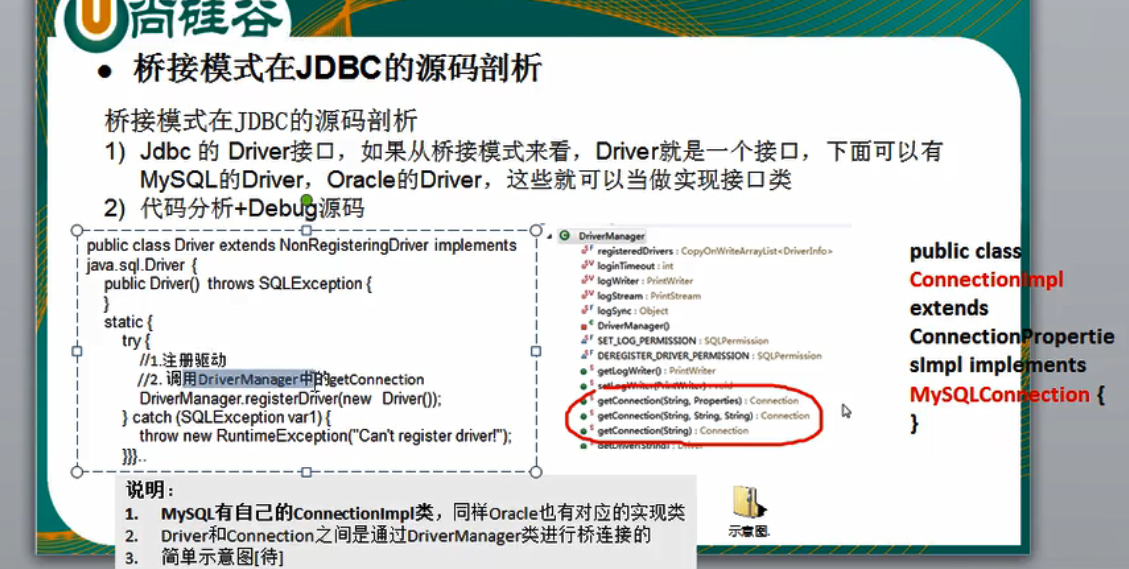 尚硅谷
桥接模式在JDBC的源码剖析
桥接模式在JDBC的源码剖析
1) Jdbc 的 Driver接口，如果从桥接模式来看，Driver就是一个接口，下面可以有
MySQL的Driver，Oracle的Driver，这些就可以当做实现接口类
2) 代码分析+Debug源码
public class Driver extends NonRegisteringDriver implements
java.sql.Driver {
public Driver() throws SQLException {
}
static {
try {
//1.注册驱动
//2. 调用DriverManager中的getConnection
DriverManager.registerDriver(new Driver());
} catch (SQLException var1) {
throw new RuntimeException("Can't register driver!");
}}}..
DriverManager
registeredDrivers : CopyOnWriteArrayList<DriverInfo>
loginTimeout : int
logWriter : PrintWriter
logStream : PrintStream
logSync : Object
DriverManager()
SET_LOG_PERMISSION : SQLPermission
DEREGISTER_DRIVER_PERMISSION : SQLPermission
getLogWriter() : PrintWriter
setLogWriter(PrintWriter) : void
getConnection(String, Properties) : Connection
getConnection(String, String, String) : Connection
getConnection(String) : Connection
getDriver(String) : Driver
public class
ConnectionImpl
extends
ConnectionPropertie
sImpl implements
MySQLConnection {
}
说明：
1. MySQL有自己的ConnectionImpl类，同样Oracle也有对应的实现类
2. Driver和Connection之间是通过DriverManager类进行桥连接的
3. 简单示意图[待]
示意图.